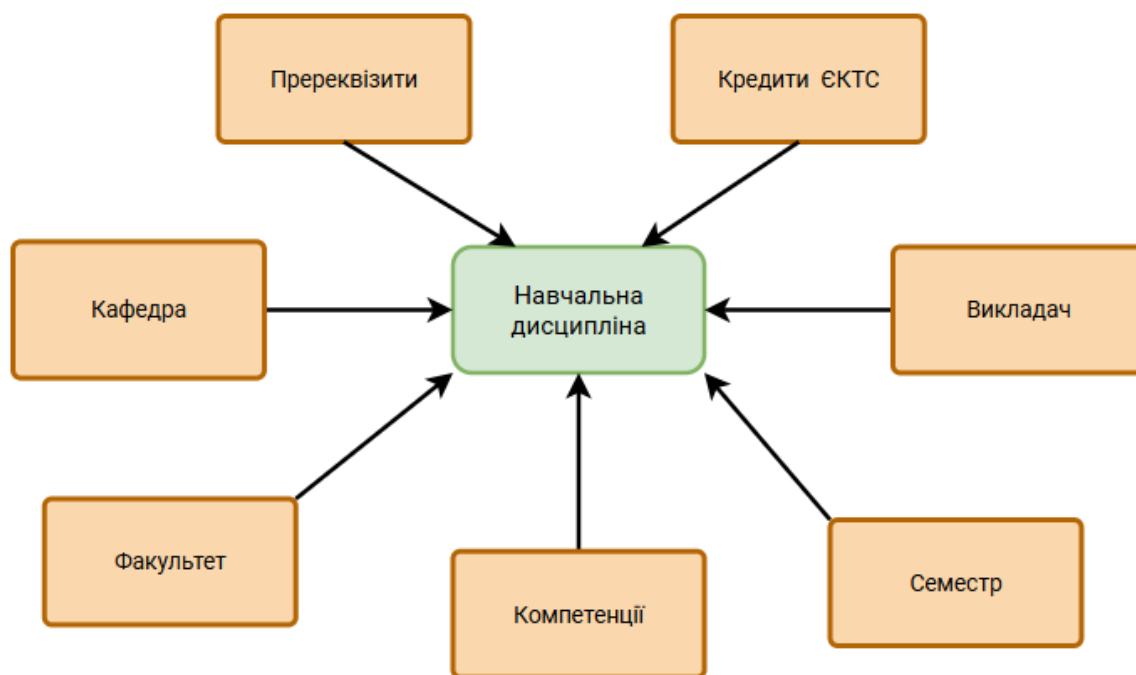 Пререквізити
Кредити ЄКТС
Кафедра
Навчальна
дисципліна
Викладач
Факультет
Компетенції
Семестр